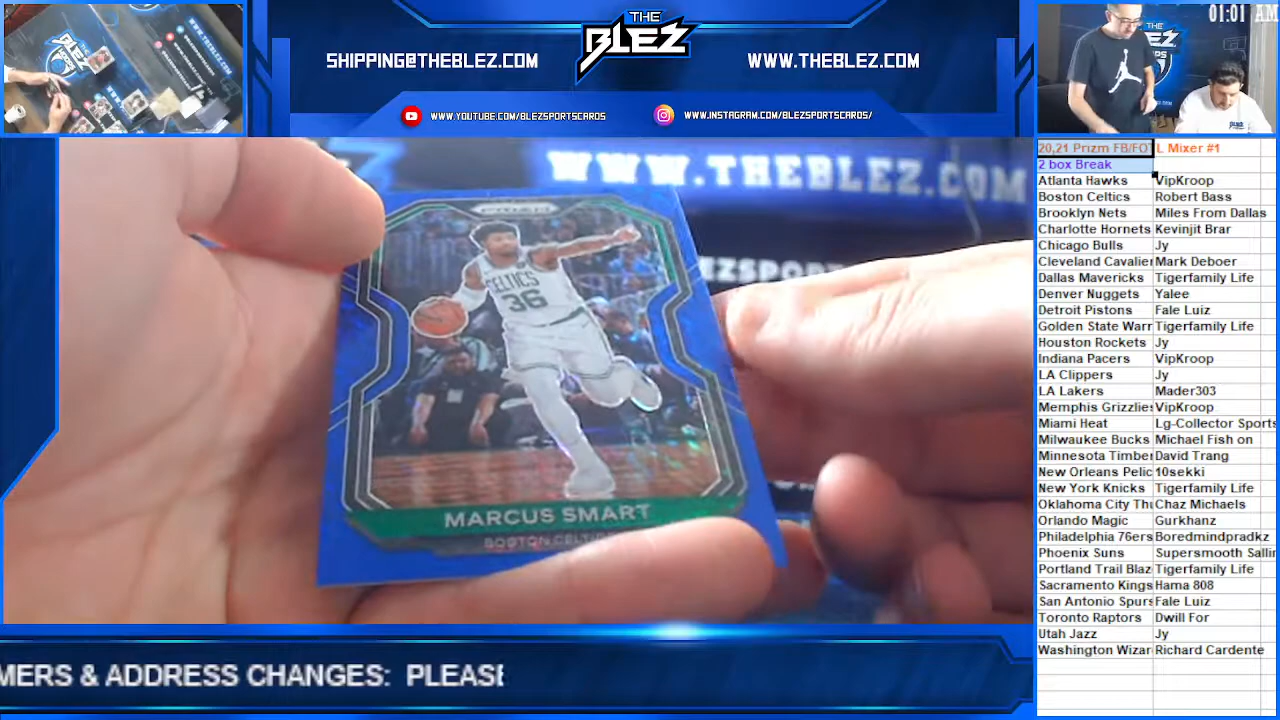 THE
BLEZ
SHIPPING@THEBLEZ.COM
WWW.THEBLEZ.COM
WWW.YOUTUBE.COM/BLEZSPORTSCARDS
WWW.INSTAGRAM.COM/BLEZSPORTSCARDS/
01:01 AM
WWW.THEBLEZ.COM
PRIZM
CELTICS
36
MARCUS SMART
BOSTON CELTICS
20,21 Prizm FB/FOT L Mixer #1
2 box Break
Atlanta Hawks VipKroop
Boston Celtics Robert Bass
Brooklyn Nets Miles From Dallas
Charlotte Hornets Kevinjit Brar
Chicago Bulls Jy
Cleveland Cavalier Mark Deboer
Dallas Mavericks Tigerfamily Life
Denver Nuggets Yalee
Detroit Pistons Fale Luiz
Golden State Warr Tigerfamily Life
Houston Rockets Jy
Indiana Pacers VipKroop
LA Clippers Jy
LA Lakers Mader303
Memphis Grizzlies VipKroop
Miami Heat Lg-Collector Sports
Milwaukee Bucks Michael Fish on
Minnesota Timber David Trang
New Orleans Pelic 10sekki
New York Knicks Tigerfamily Life
Oklahoma City Thu Chaz Michaels
Orlando Magic Gurkhanz
Philadelphia 76ers Boredmindpradkz
Phoenix Suns Supersmooth Sallin
Portland Trail Blaz Tigerfamily Life
Sacramento Kings Hama 808
San Antonio Spurs Fale Luiz
Toronto Raptors Dwill For
Utah Jazz Jy
Washington Wizar Richard Cardente
MERS & ADDRESS CHANGES: PLEASE